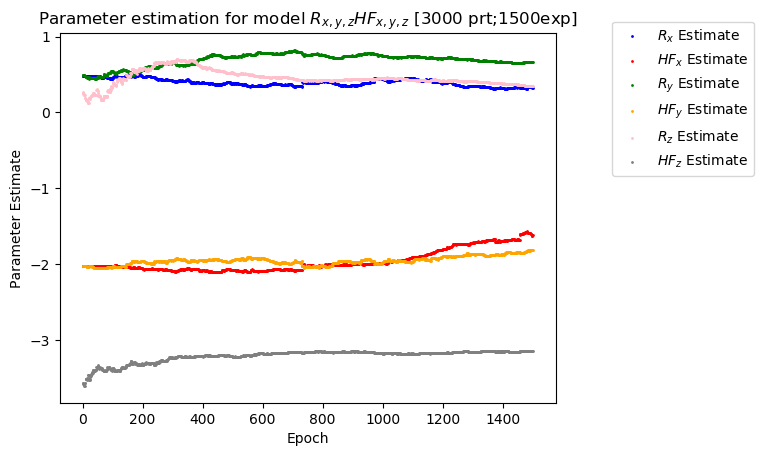 Parameter estimation for model $R_{x,y,z}HF_{x,y,z}$ [3000 prt;1500exp]
1
0
−1
−2
−3
Parameter Estimate
0 200 400 600 800 1000 1200 1400
Epoch
$R_x$ Estimate
$HF_x$ Estimate
$R_y$ Estimate
$HF_y$ Estimate
$R_z$ Estimate
$HF_z$ Estimate